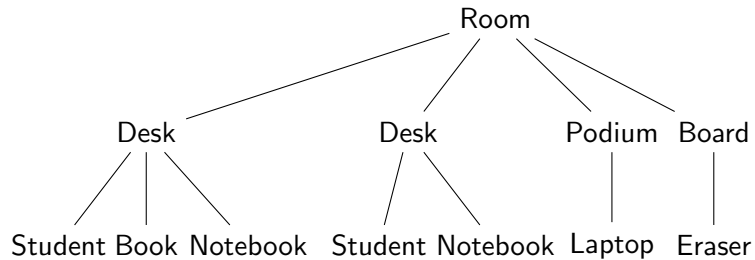 Room
Desk Desk Podium Board
Student Book Notebook Student Notebook Laptop Eraser